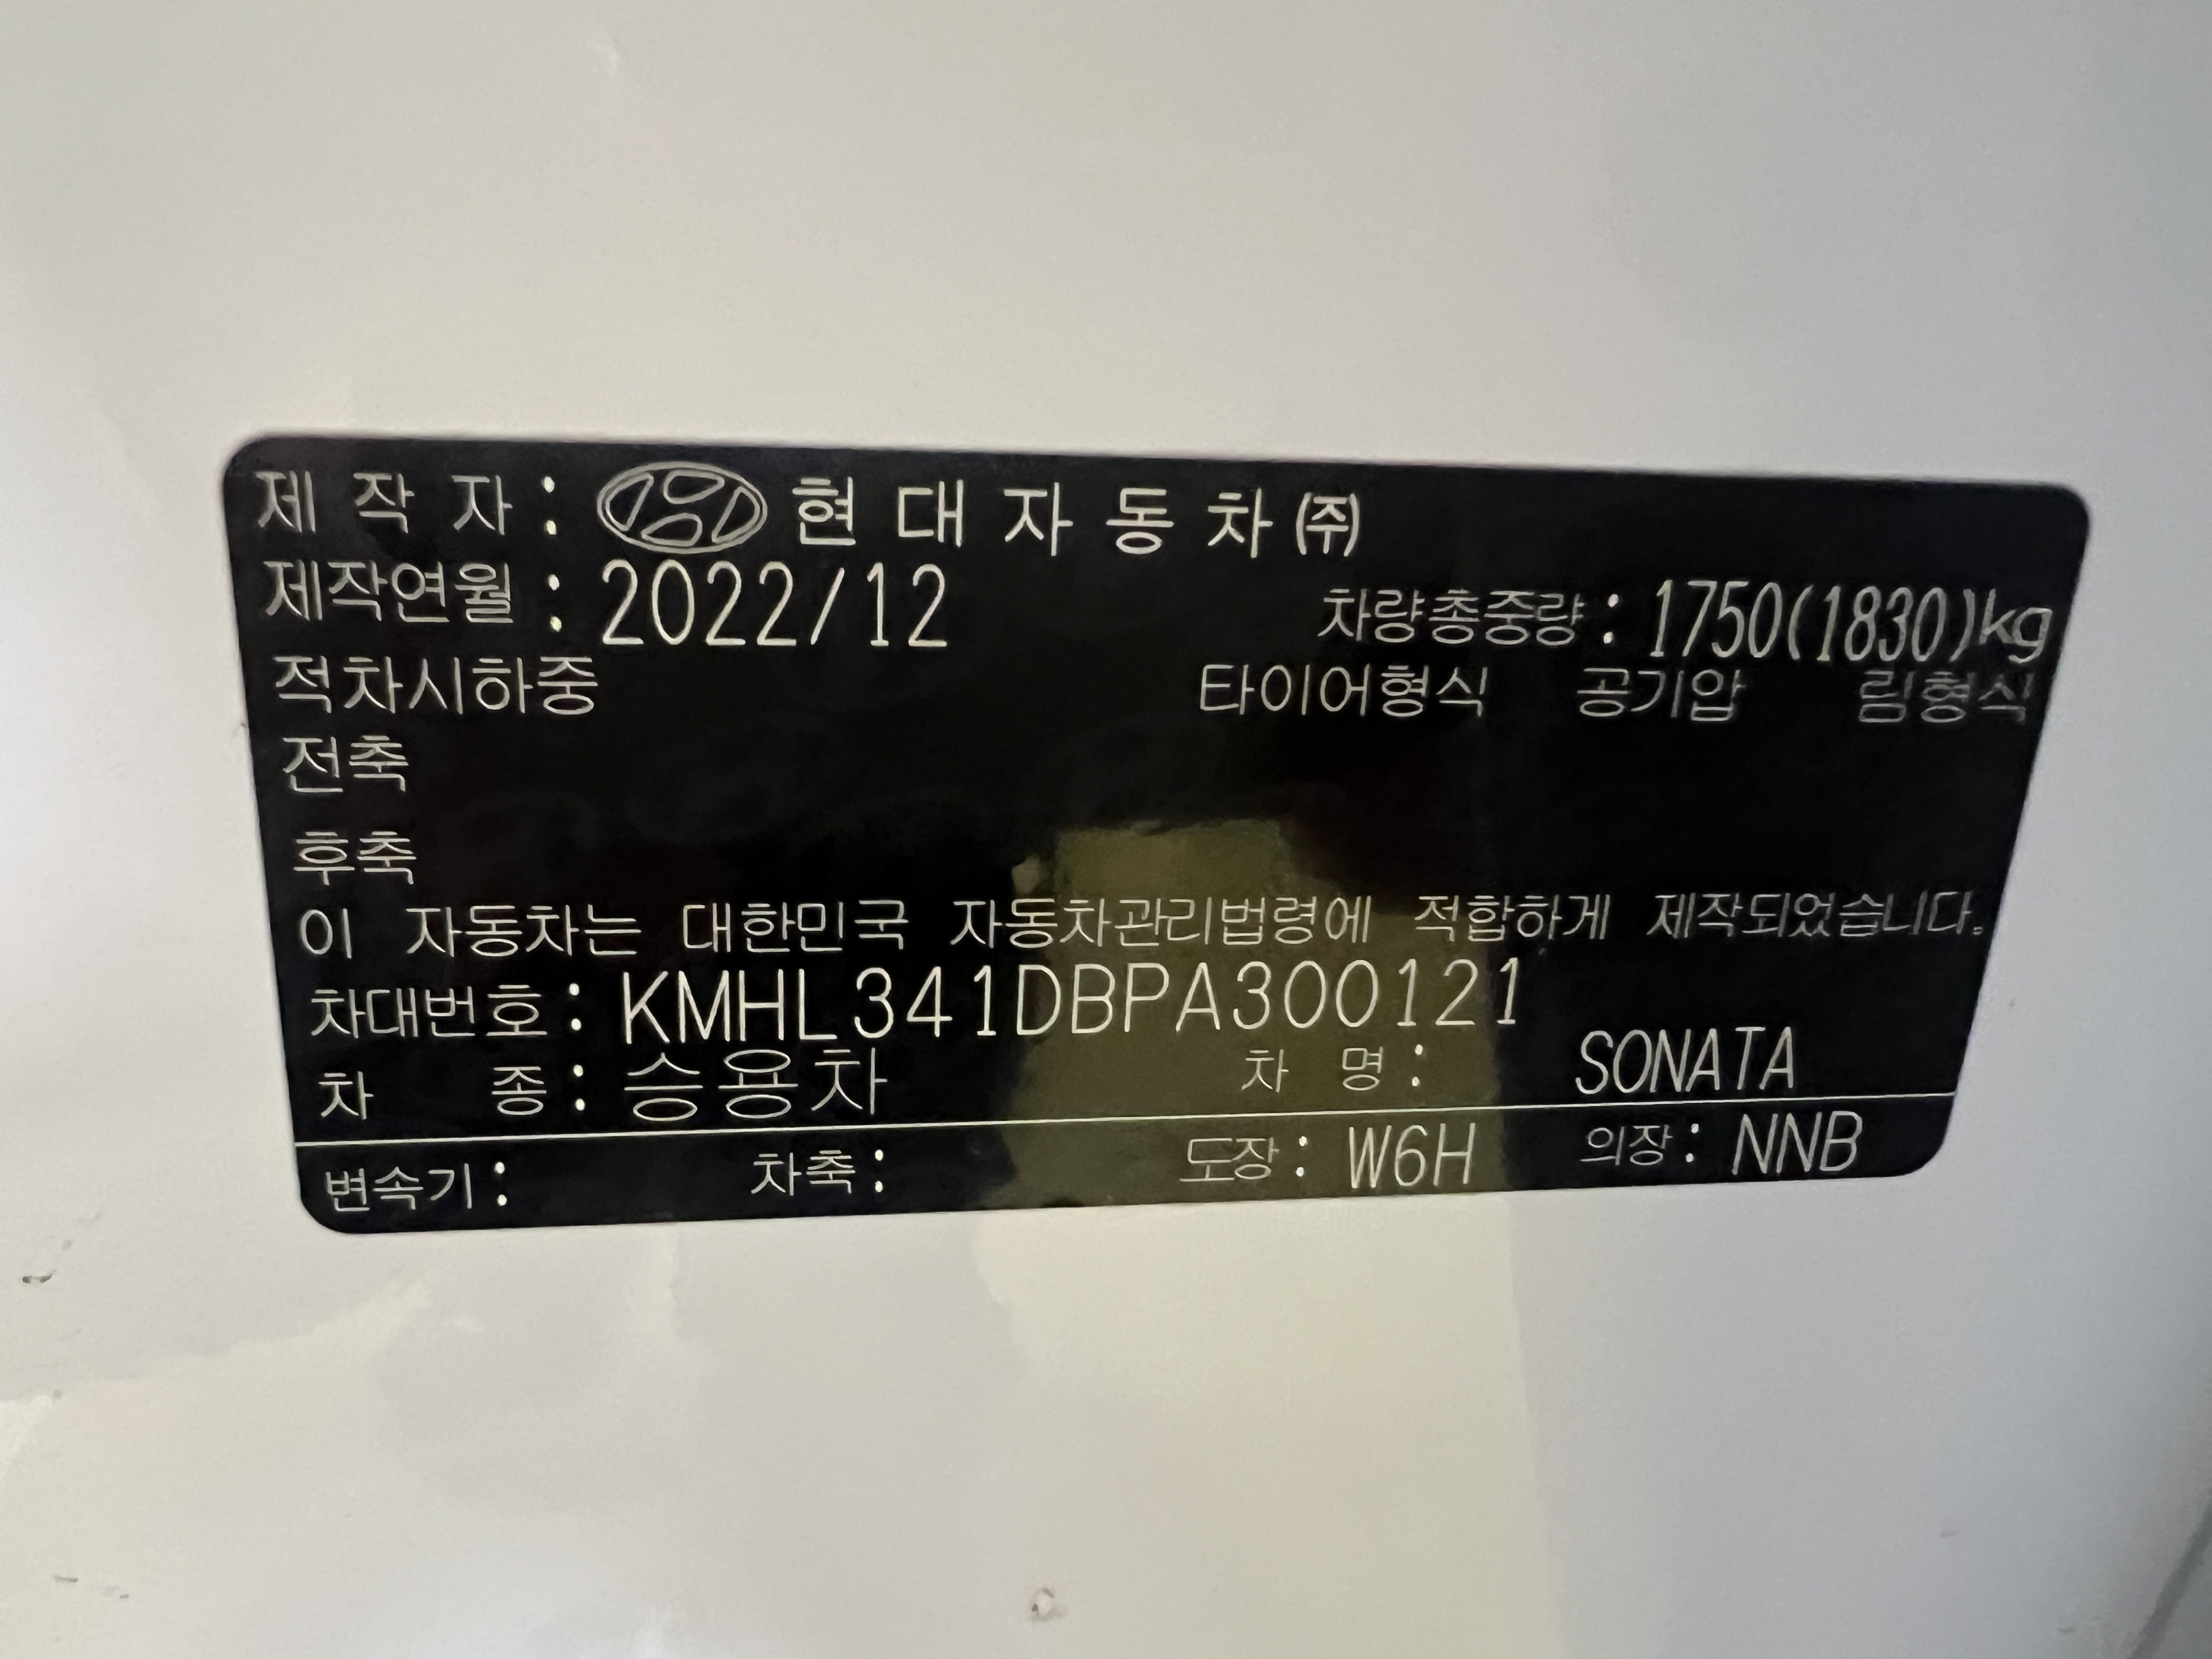 제 작 자 : 현 대 자 동 차 ㈜
제작연월 : 2022/12 차량총중량 : 1750(1830)kg
적차시하중 타이어형식 공기압 림형식
전축
후축
이 자동차는 대한민국 자동차관리법령에 적합하게 제작되었습니다.
차대번호 : KMHL341DBPA300121
차 종 : 승용차 차 명 : SONATA
변속기 : 차축 : 도장 : W6H 의장 : NNB